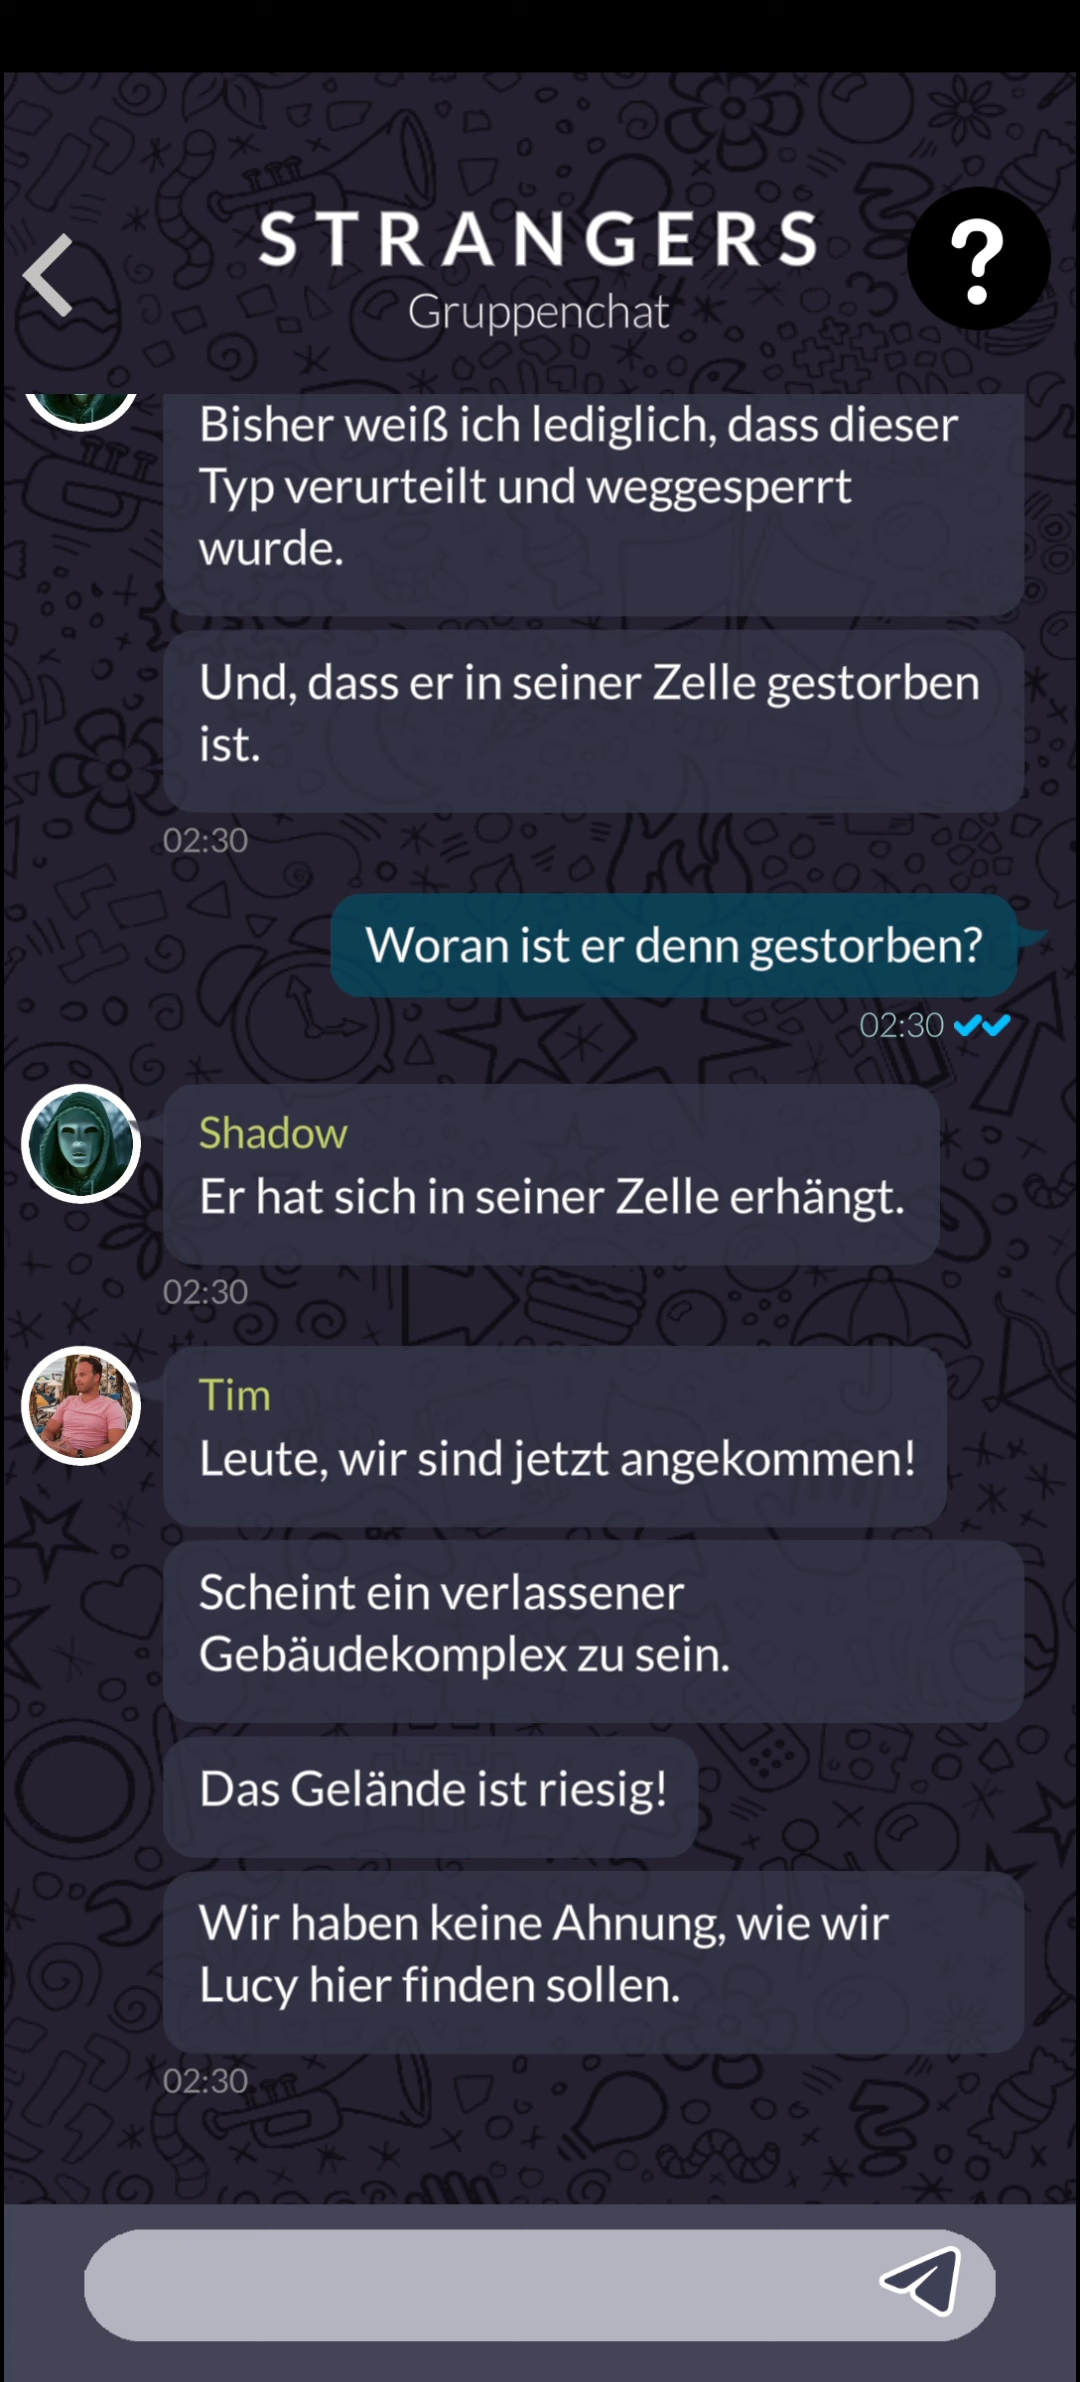 STRANGERS
?
Gruppenchat
Bisher weiß ich lediglich, dass dieser
Typ verurteilt und weggesperrt
wurde.
Und, dass er in seiner Zelle gestorben
ist.
02:30
Woran ist er denn gestorben?
02:30
Shadow
Er hat sich in seiner Zelle erhängt.
02:30
Tim
Leute, wir sind jetzt angekommen!
Scheint ein verlassener
Gebäudekomplex zu sein.
Das Gelände ist riesig!
Wir haben keine Ahnung, wie wir
Lucy hier finden sollen.
02:30